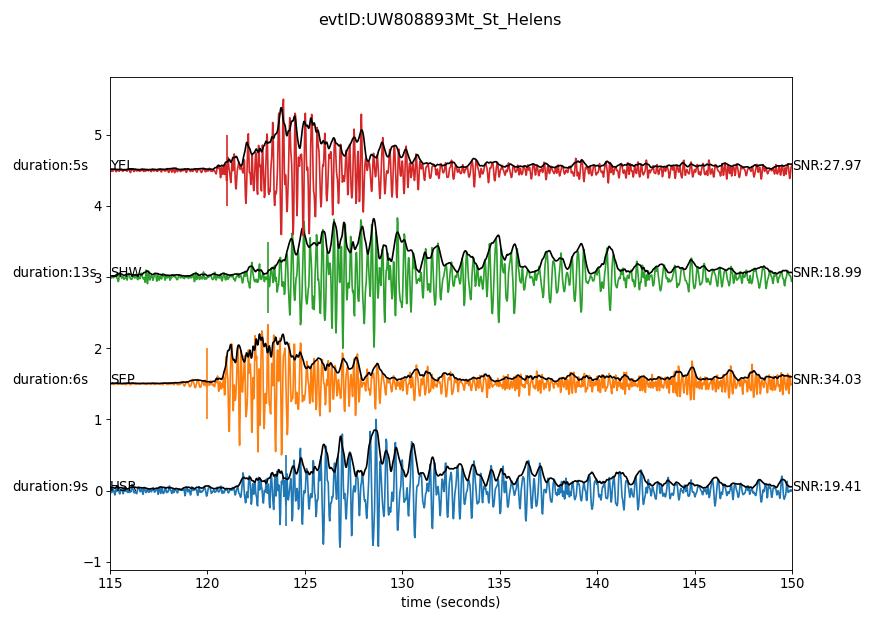 evtID:UW808893Mt_St_Helens
5
duration:5s YEL SNR:27.97
4
duration:13s SHW SNR:18.99
3
2
duration:6s SEP SNR:34.03
1
duration:9s HSR SNR:19.41
0
−1
115 120 125 130 135 140 145 150
time (seconds)